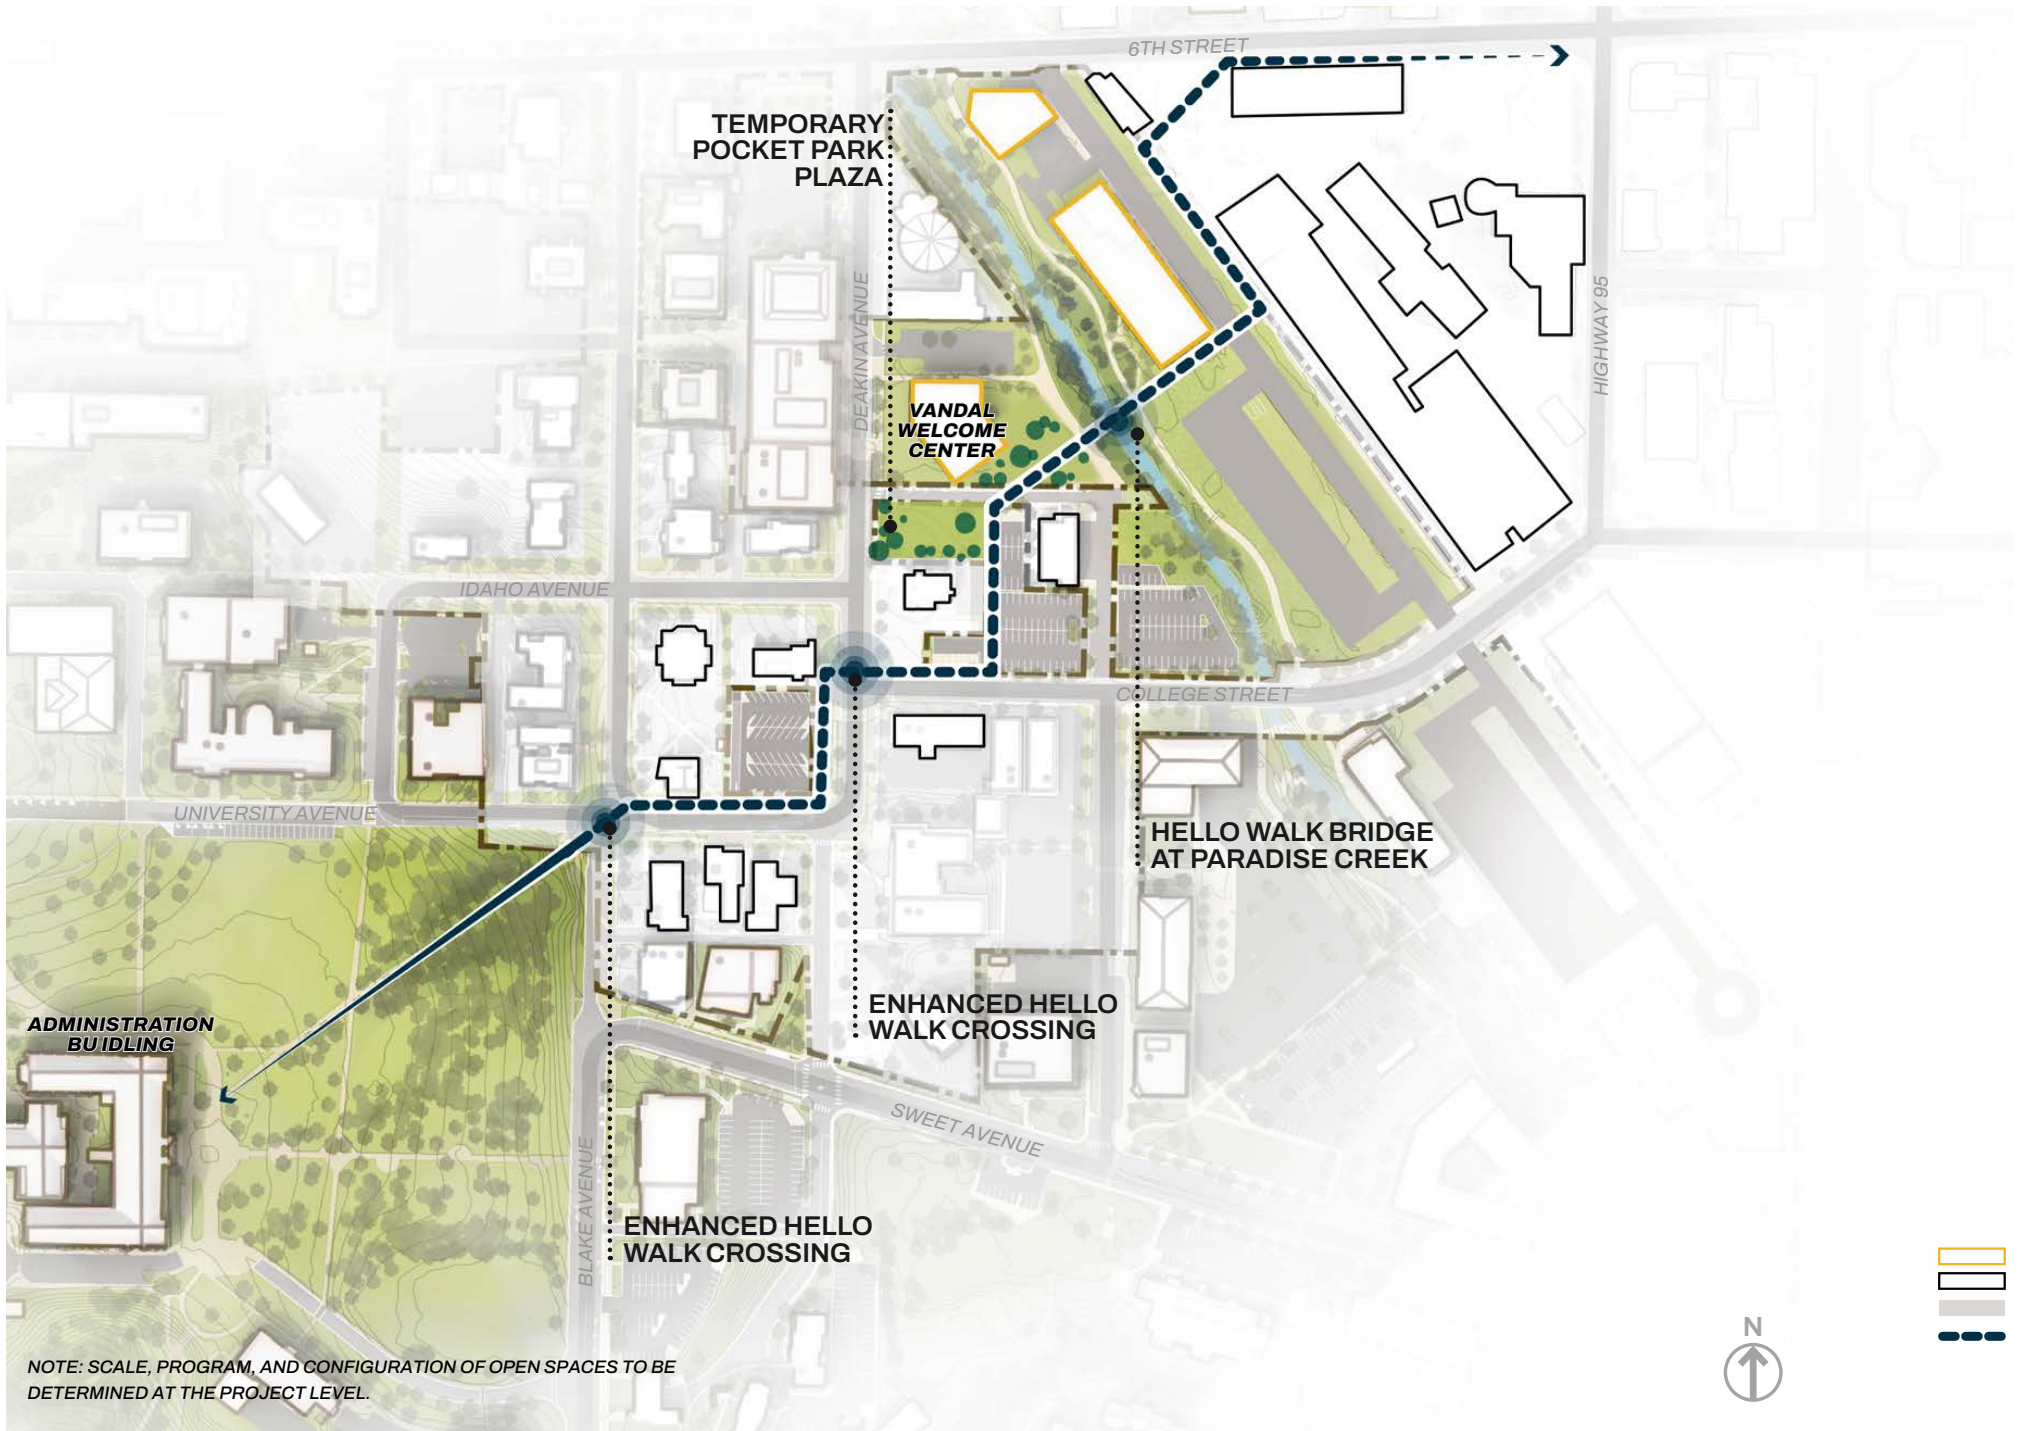 6TH STREET
TEMPORARY
POCKET PARK
PLAZA
DEAKIN AVENUE
HIGHWAY 95
VANDAL
WELCOME
CENTER
IDAHO AVENUE
COLLEGE STREET
UNIVERSITY AVENUE
HELLO WALK BRIDGE
AT PARADISE CREEK
ENHANCED HELLO
WALK CROSSING
ADMINISTRATION
BU IDLING
SWEET AVENUE
BLAKE AVENUE
ENHANCED HELLO
WALK CROSSING
N
NOTE: SCALE, PROGRAM, AND CONFIGURATION OF OPEN SPACES TO BE
DETERMINED AT THE PROJECT LEVEL.